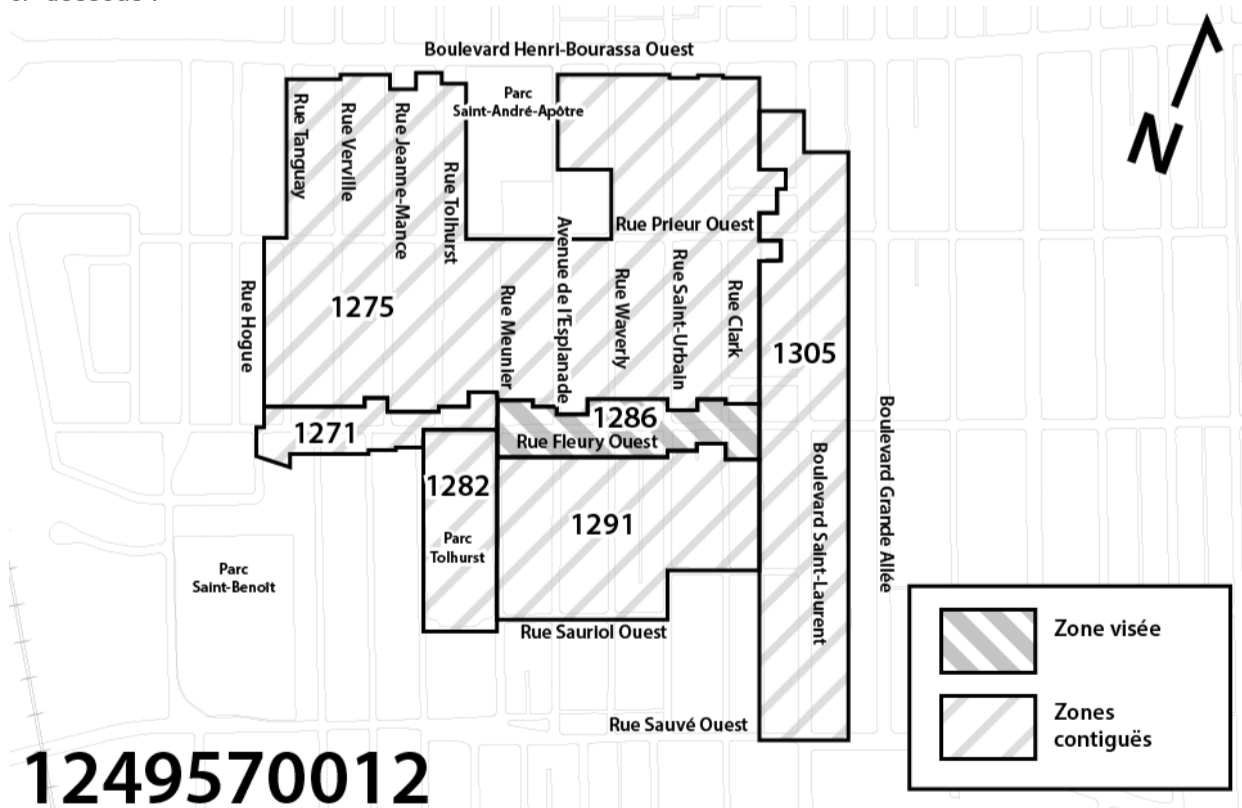 Boulevard Henri-Bourassa Ouest
Parc
Saint-André-Apôtre
Rue Tanguay
Rue Verville
Rue Jeanne-Mance
Rue Tolhurst
N
Rue Prieur Ouest
Rue Hogue
1275
Rue Meunier
Avenue de l'Esplanade
Rue Waverly
Rue Saint-Urbain
Rue Clark
1305
1271
1286
Rue Fleury Ouest
Boulevard Grande Allée
1282
Parc
Tolhurst
1291
Boulevard Saint-Laurent
Parc
Saint-Benoît
Rue Sauriol Ouest
Rue Sauvé Ouest
Zone visée
Zones
contiguës
1249570012